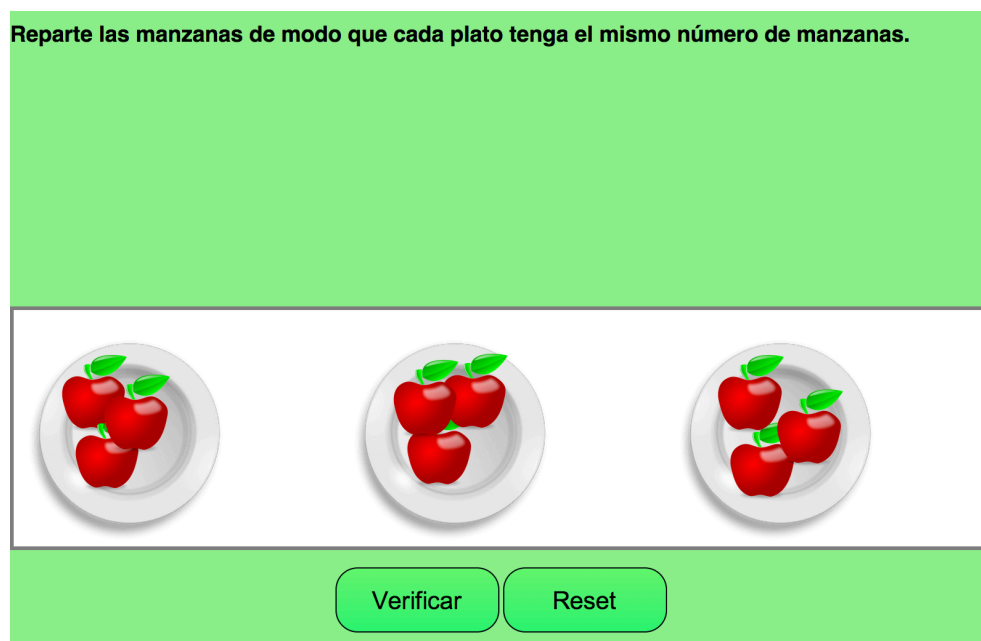 Reparte las manzanas de modo que cada plato tenga el mismo número de manzanas.
Verificar
Reset